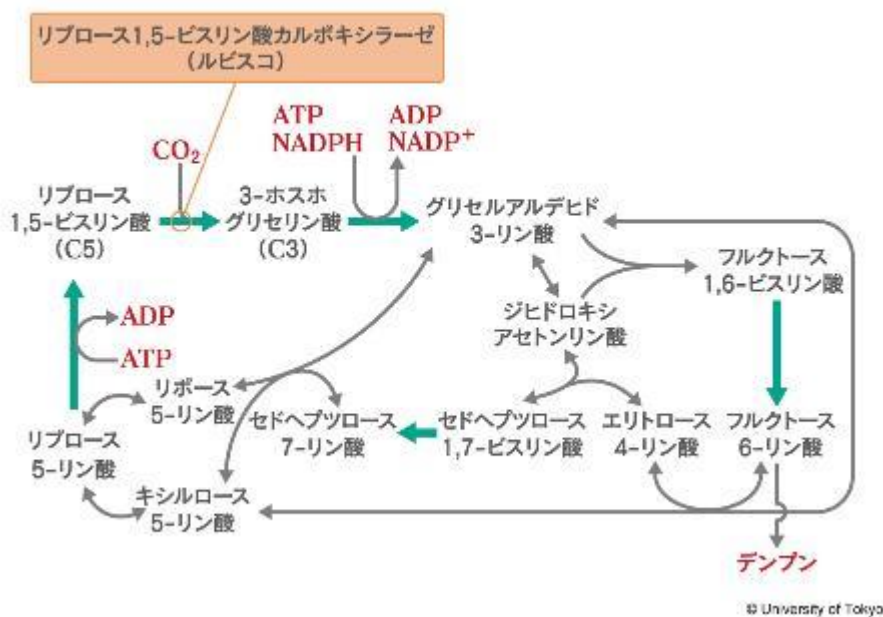 リブロース1,5-ビスリン酸カルボキシラーゼ
(ルビスコ)
ATP
NADPH
ADP
NADP⁺
CO₂
リブロース
1,5-ビスリン酸
(C5)
3-ホスホ
グリセリン酸
(C3)
グリセルアルデヒド
3-リン酸
フルクトース
1,6-ビスリン酸
ジヒドロキシ
アセトンリン酸
ADP
ATP
リボース
5-リン酸
リブロース
5-リン酸
キシルロース
5-リン酸
セドヘプツロース
7-リン酸
セドヘプツロース
1,7-ビスリン酸
エリトロース
4-リン酸
フルクトース
6-リン酸
デンプン
© University of Tokyo